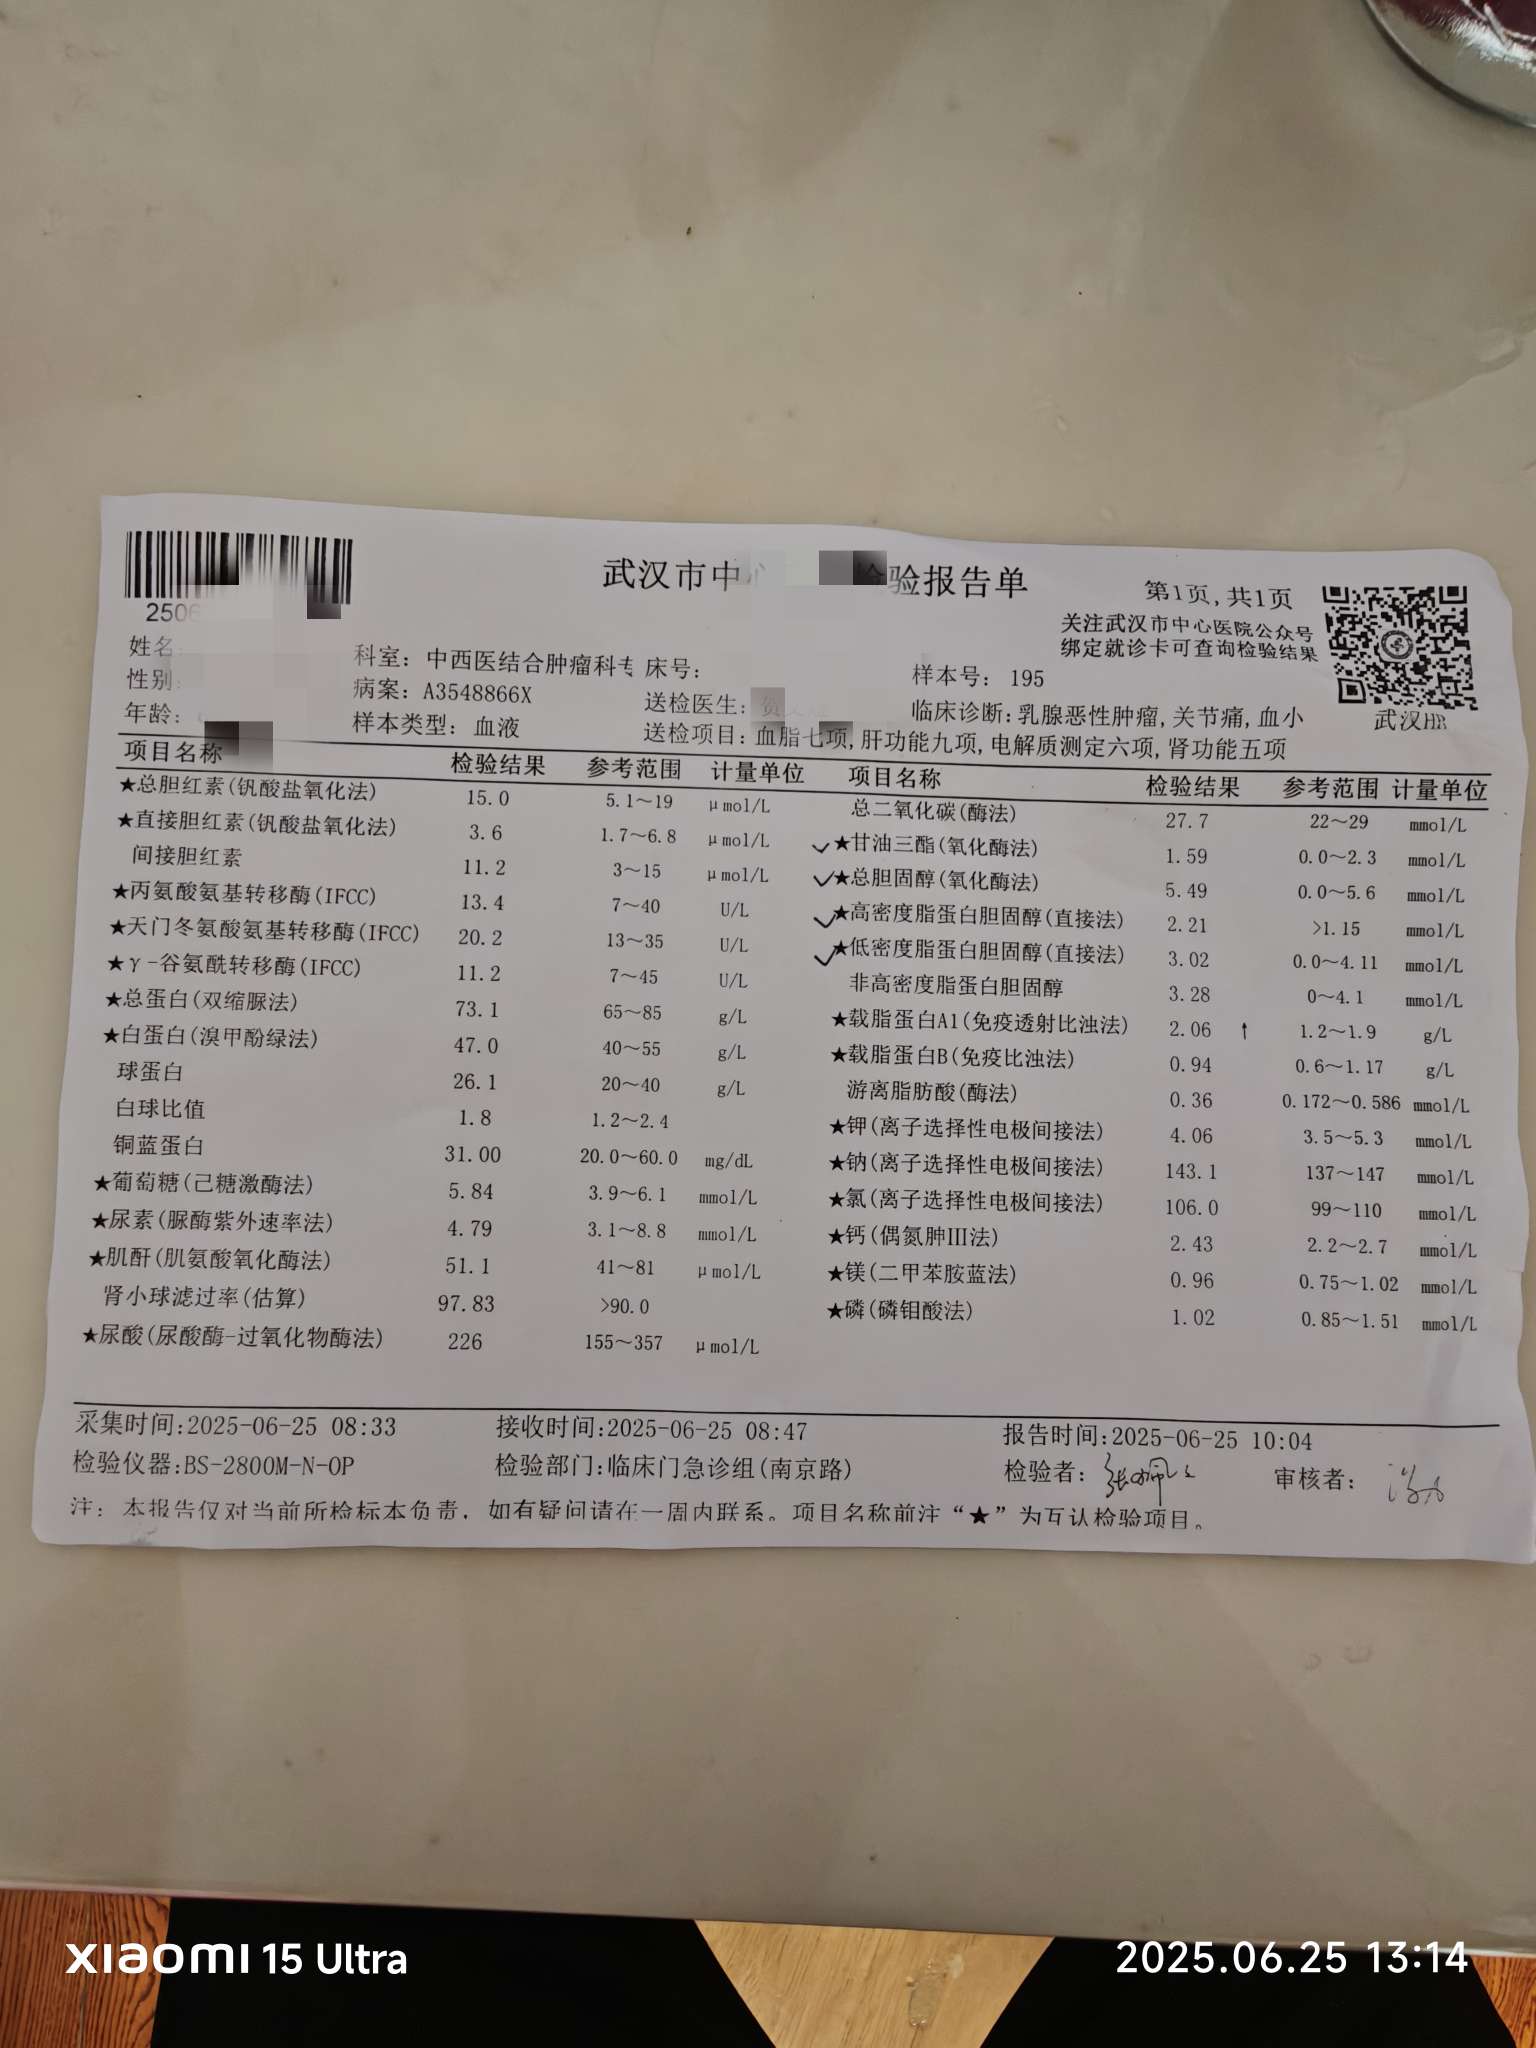 武汉市中 验报告单
第1页,共1页
关注武汉市中心医院公众号
绑定就诊卡可查询检验结果
武汉HR
2506
姓名
科室: 中西医结合肿瘤科专 床号:
样本号: 195
性别:
病案: A3548866X
送检医生:
临床诊断:乳腺恶性肿瘤,关节痛,血小
年龄:
样本类型: 血液
送检项目:血脂七项,肝功能九项,电解质测定六项,肾功能五项
项目名称 检验结果 参考范围 计量单位
★总胆红素(钒酸盐氧化法) 15.0 5.1~19 μmol/L
★直接胆红素(钒酸盐氧化法) 3.6 1.7~6.8 μmol/L
间接胆红素 11.2 3~15 μmol/L
★丙氨酸氨基转移酶(IFCC) 13.4 7~40 U/L
★天门冬氨酸氨基转移酶(IFCC) 20.2 13~35 U/L
★γ-谷氨酰转移酶(IFCC) 11.2 7~45 U/L
★总蛋白(双缩脲法) 73.1 65~85 g/L
★白蛋白(溴甲酚绿法) 47.0 40~55 g/L
球蛋白 26.1 20~40 g/L
白球比值 1.8 1.2~2.4
铜蓝蛋白 31.00 20.0~60.0 mg/dL
★葡萄糖(己糖激酶法) 5.84 3.9~6.1 mmol/L
★尿素(脲酶紫外速率法) 4.79 3.1~8.8 mmol/L
★肌酐(肌氨酸氧化酶法) 51.1 41~81 μmol/L
肾小球滤过率(估算) 97.83 >90.0
★尿酸(尿酸酶-过氧化物酶法) 226 155~357 μmol/L
项目名称 检验结果 参考范围 计量单位
总二氧化碳(酶法) 27.7 22~29 mmol/L
✓★甘油三酯(氧化酶法) 1.59 0.0~2.3 mmol/L
✓★总胆固醇(氧化酶法) 5.49 0.0~5.6 mmol/L
✓★高密度脂蛋白胆固醇(直接法) 2.21 >1.15 mmol/L
✓★低密度脂蛋白胆固醇(直接法) 3.02 0.0~4.11 mmol/L
非高密度脂蛋白胆固醇 3.28 0~4.1 mmol/L
★载脂蛋白A1(免疫透射比浊法) 2.06 ↑ 1.2~1.9 g/L
★载脂蛋白B(免疫比浊法) 0.94 0.6~1.17 g/L
游离脂肪酸(酶法) 0.36 0.172~0.586 mmol/L
★钾(离子选择性电极间接法) 4.06 3.5~5.3 mmol/L
★钠(离子选择性电极间接法) 143.1 137~147 mmol/L
★氯(离子选择性电极间接法) 106.0 99~110 mmol/L
★钙(偶氮胂III法) 2.43 2.2~2.7 mmol/L
★镁(二甲苯胺蓝法) 0.96 0.75~1.02 mmol/L
★磷(磷钼酸法) 1.02 0.85~1.51 mmol/L
采集时间:2025-06-25 08:33 接收时间:2025-06-25 08:47 报告时间:2025-06-25 10:04
检验仪器:BS-2800M-N-OP 检验部门:临床门急诊组(南京路) 检验者: 审核者:
注: 本报告仅对当前所检标本负责, 如有疑问请在一周内联系。项目名称前注“★”为互认检验项目。
xiaomi 15 Ultra
2025.06.25 13:14